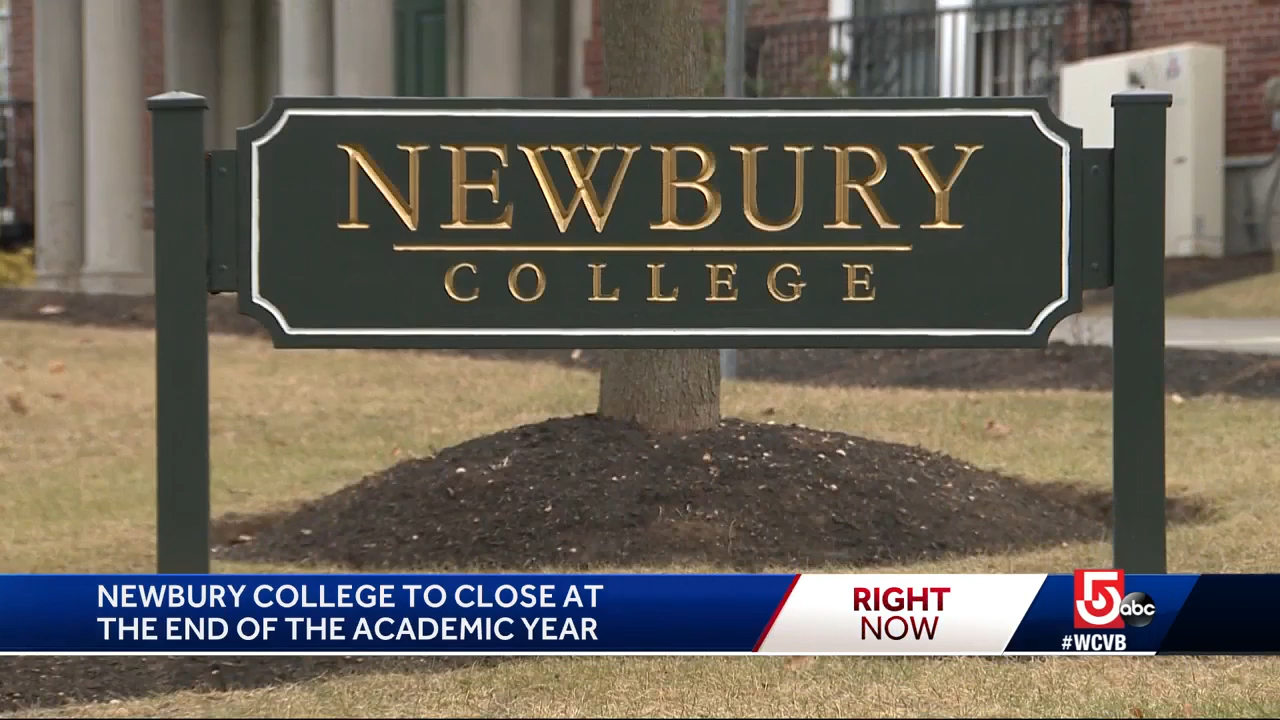 NEWBURY
COLLEGE
NEWBURY COLLEGE TO CLOSE AT
THE END OF THE ACADEMIC YEAR
RIGHT
NOW
5
abc
#WCVB